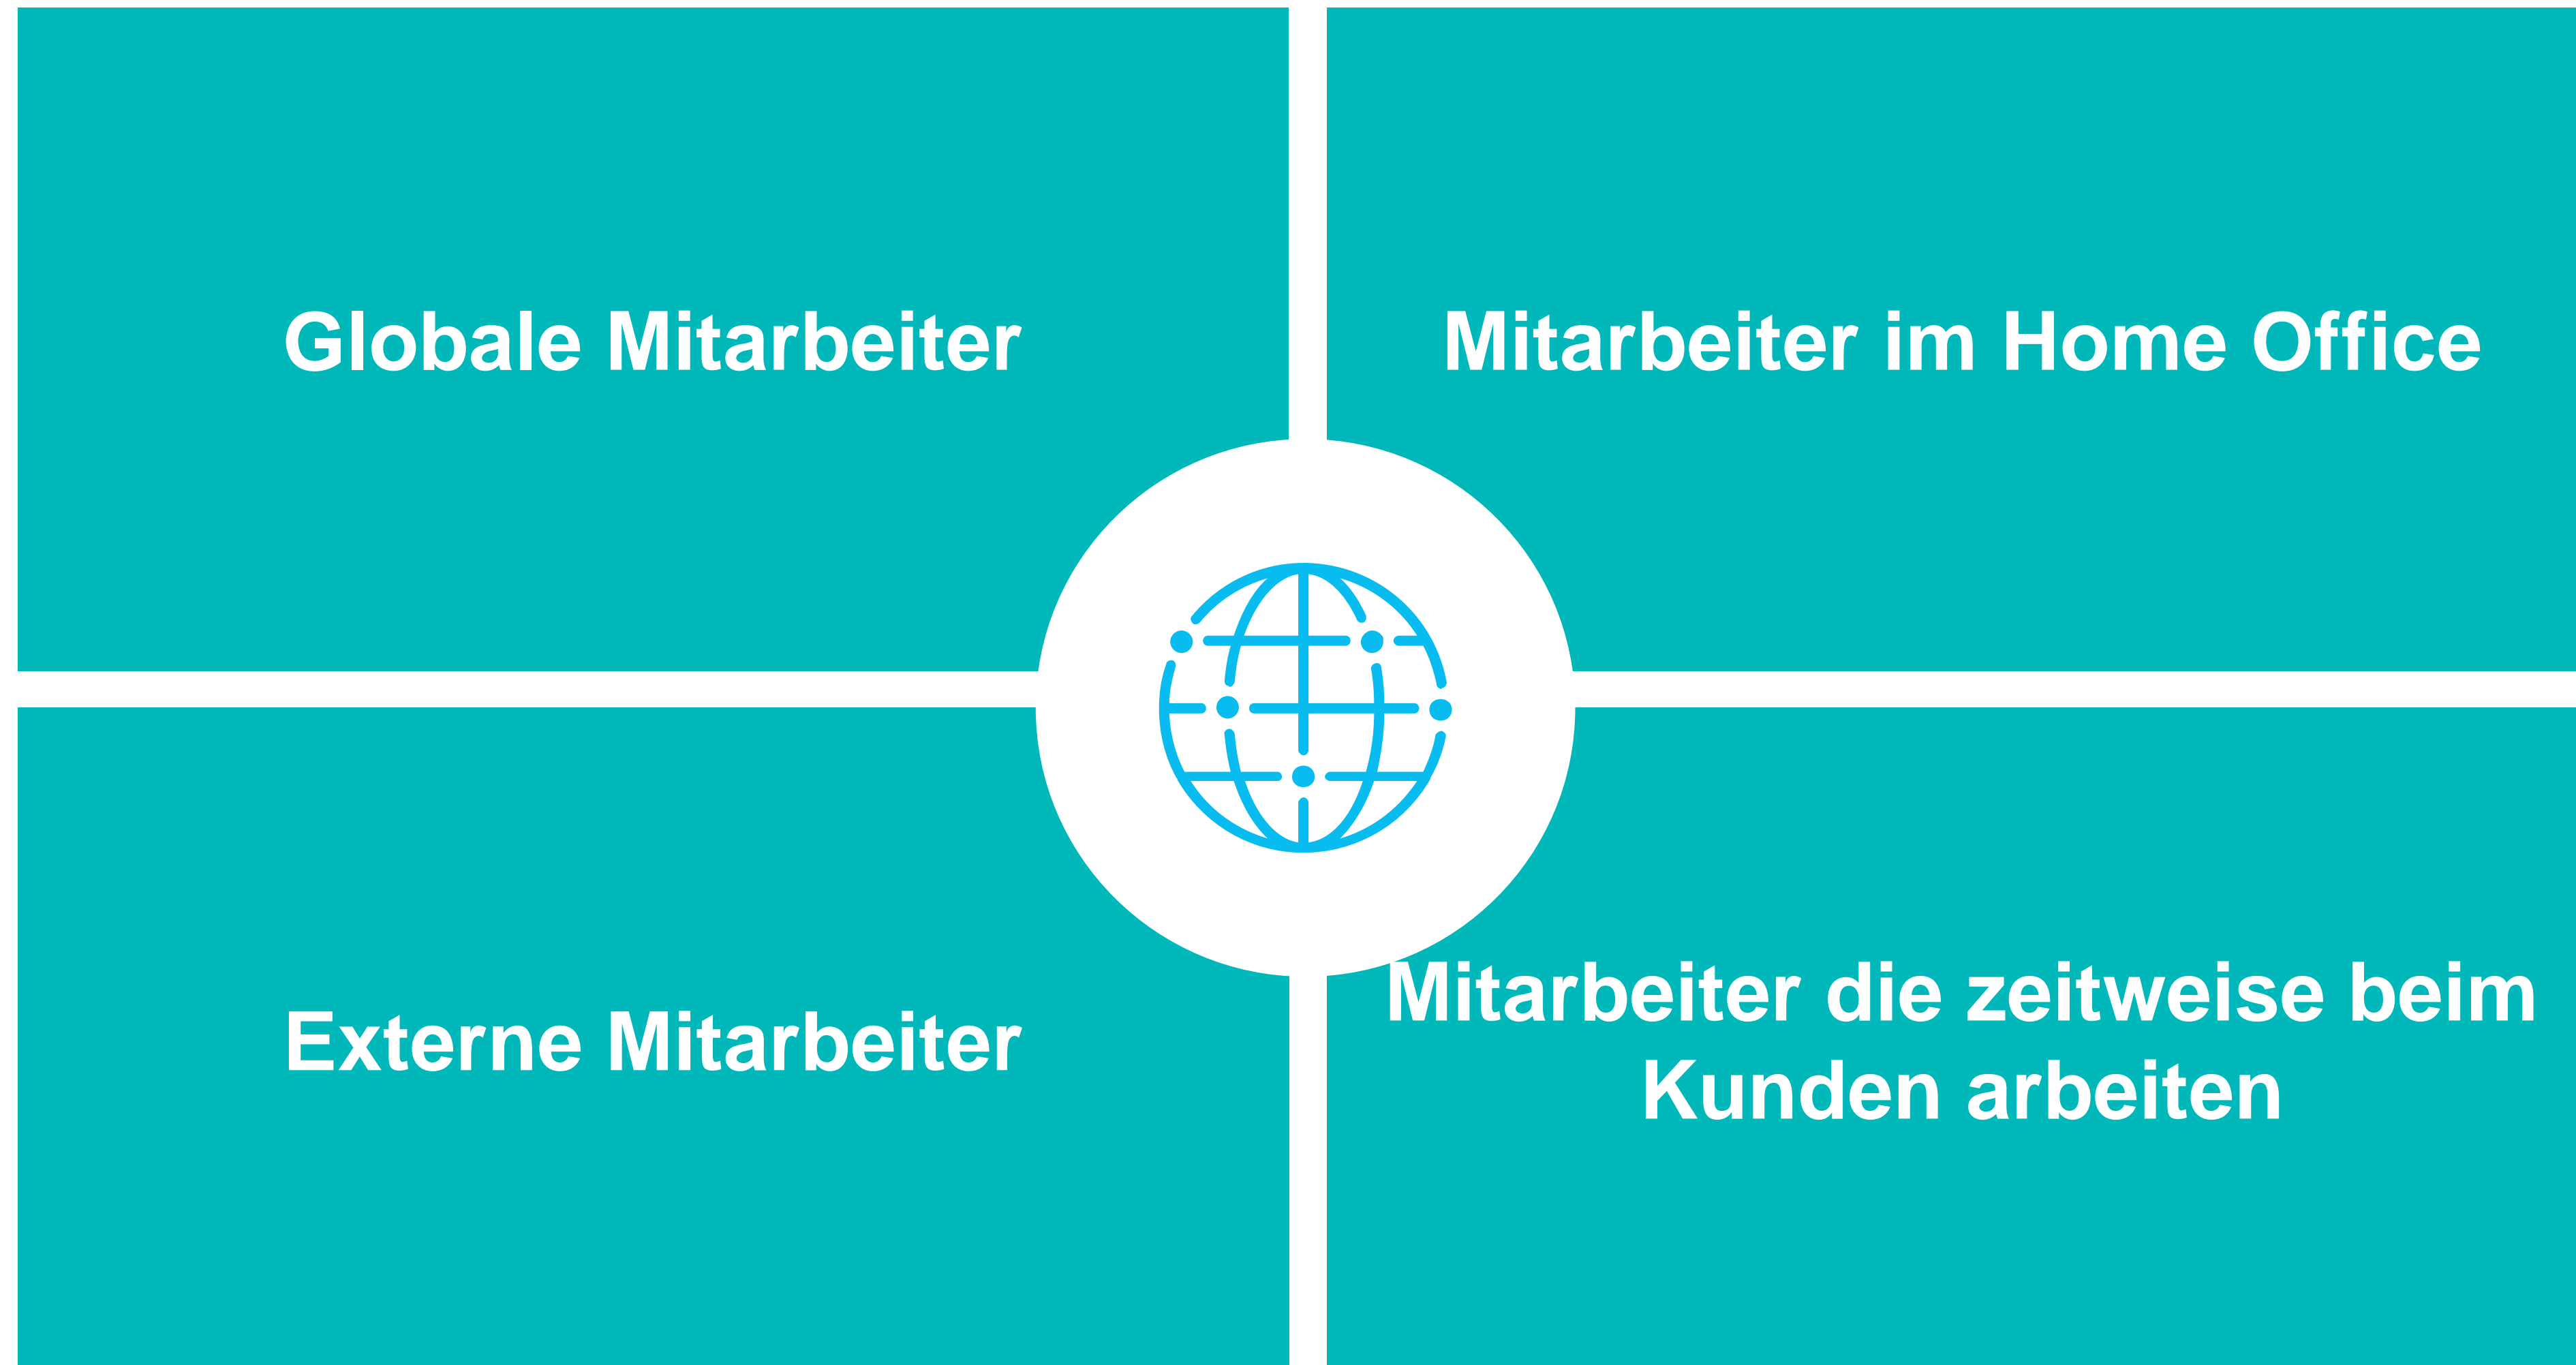 Globale Mitarbeiter
Mitarbeiter im Home Office
Externe Mitarbeiter
Mitarbeiter die zeitweise beim
Kunden arbeiten